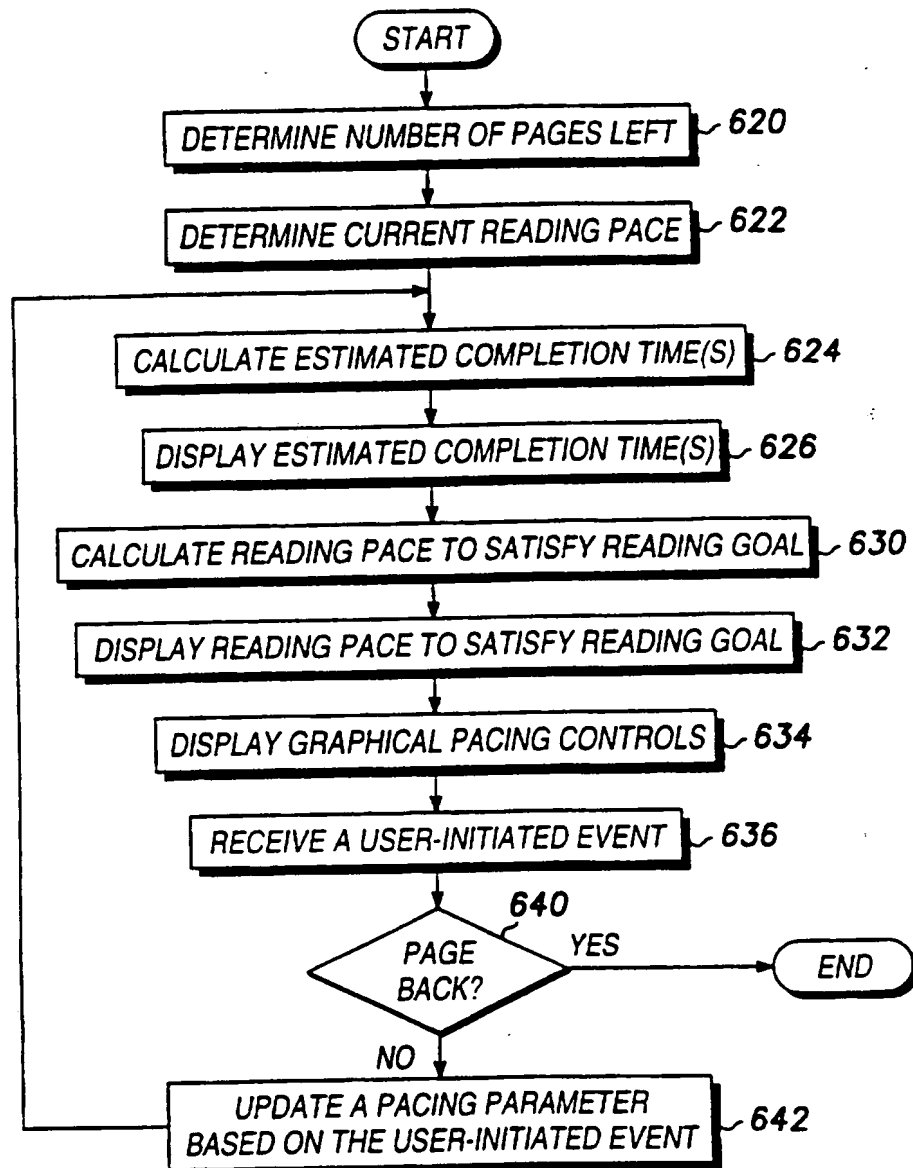 START
DETERMINE NUMBER OF PAGES LEFT 620
DETERMINE CURRENT READING PACE 622
CALCULATE ESTIMATED COMPLETION TIME(S) 624
DISPLAY ESTIMATED COMPLETION TIME(S) 626
CALCULATE READING PACE TO SATISFY READING GOAL 630
DISPLAY READING PACE TO SATISFY READING GOAL 632
DISPLAY GRAPHICAL PACING CONTROLS 634
RECEIVE A USER-INITIATED EVENT 636
640
PAGE
BACK?
YES
END
NO
UPDATE A PACING PARAMETER
BASED ON THE USER-INITIATED EVENT 642